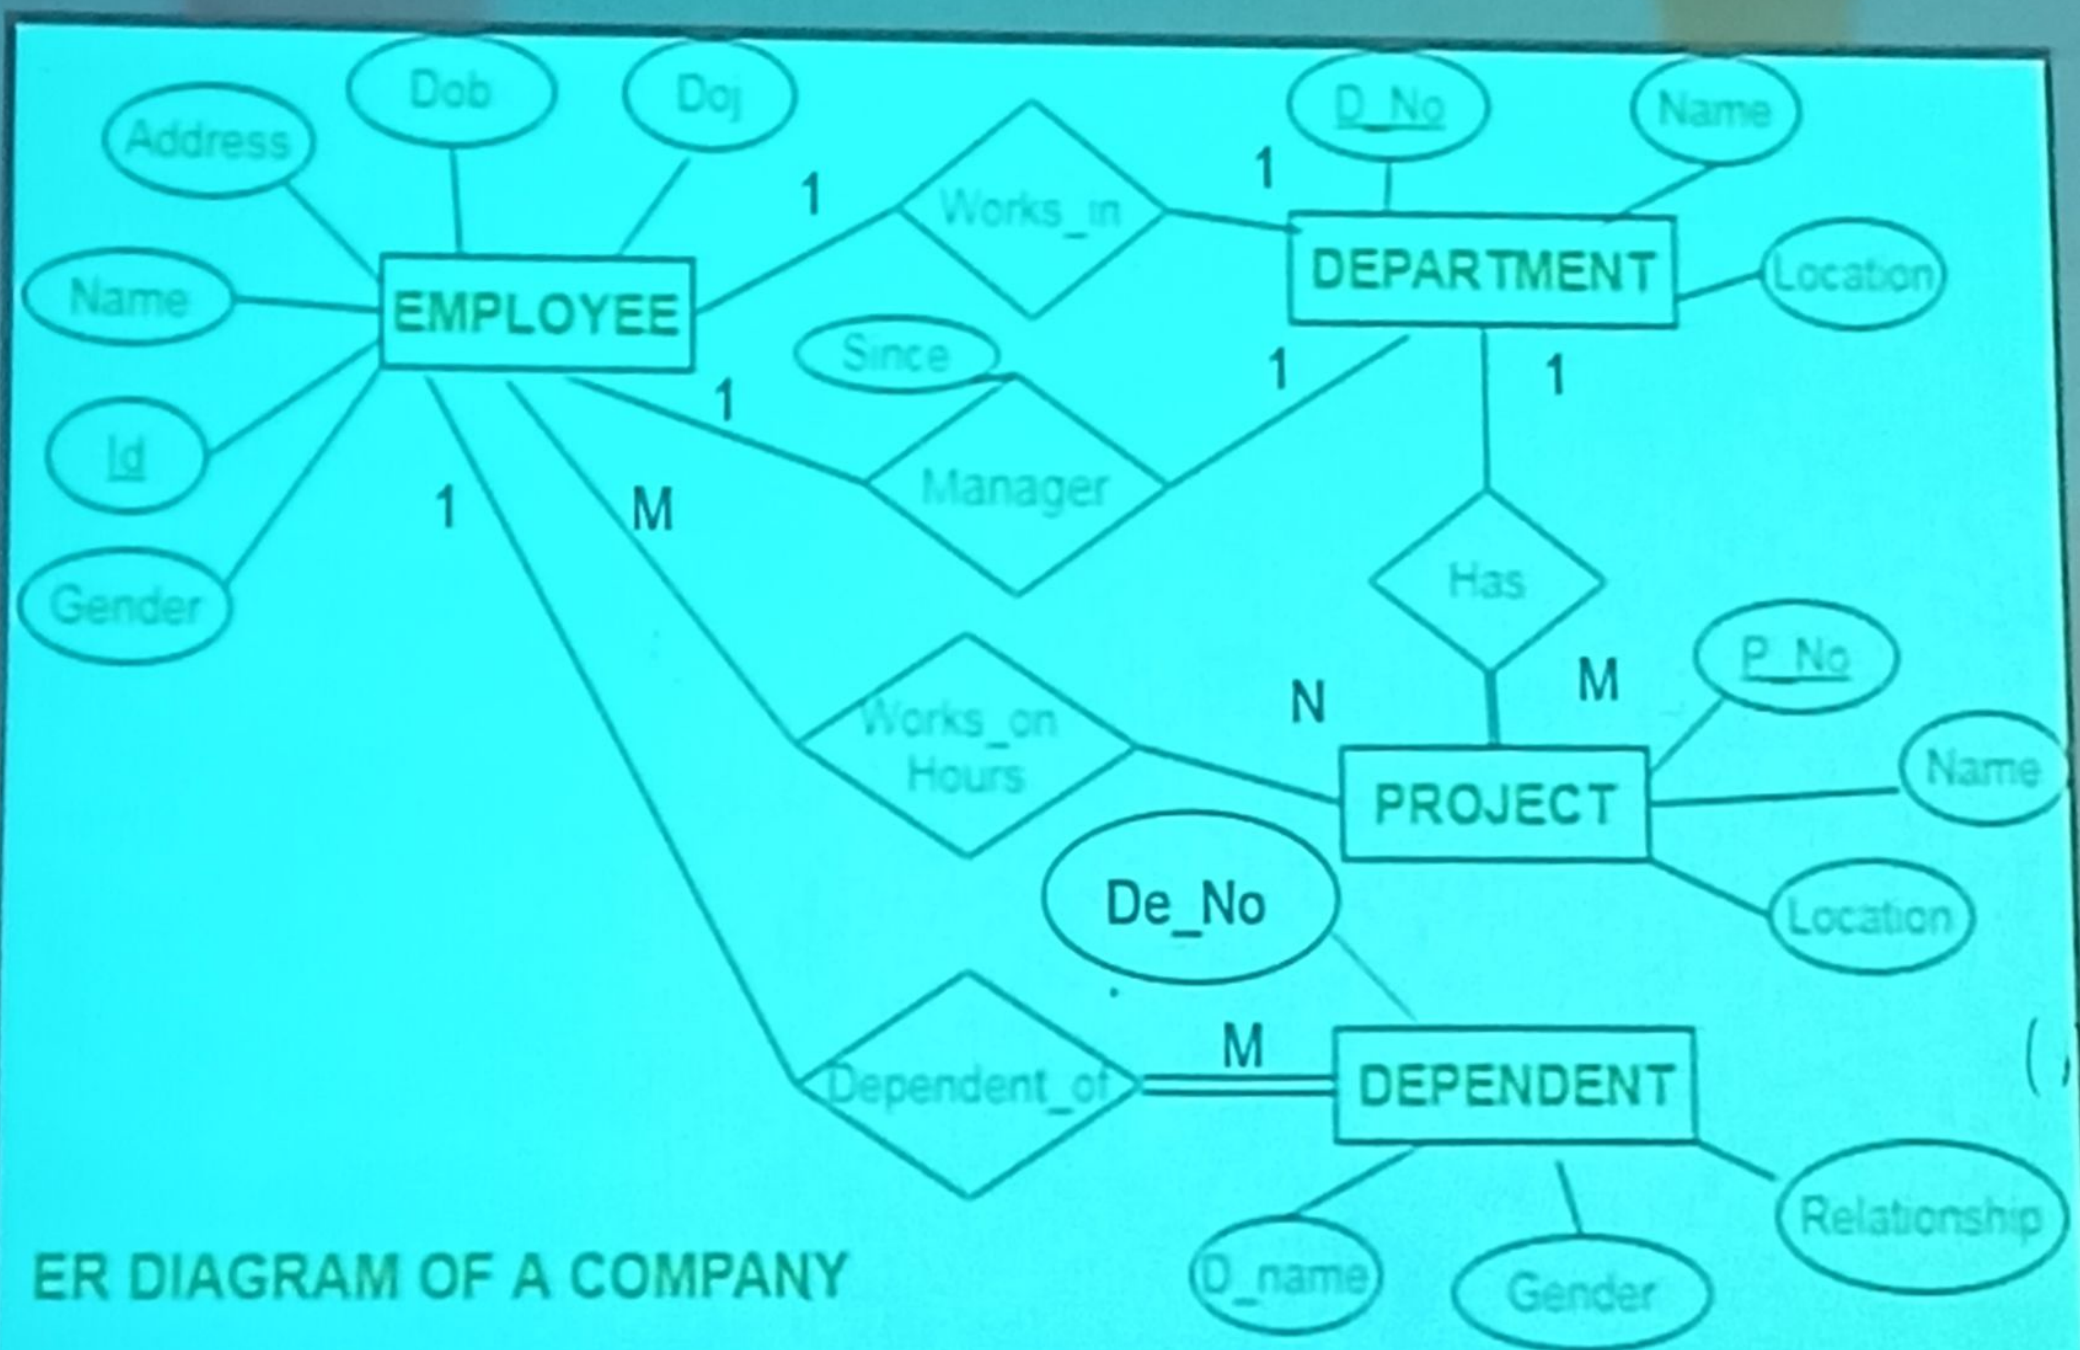 Address
Dob
Doj
D_No
Name
1
Works_in
1
Name
EMPLOYEE
DEPARTMENT
Location
Since
1
1
1
Id
1
M
Manager
Gender
Has
N
M
P_No
Works_on
Hours
PROJECT
Name
De_No
Location
Dependent_of
M
DEPENDENT
(,
Relationship
D_name
Gender
ER DIAGRAM OF A COMPANY